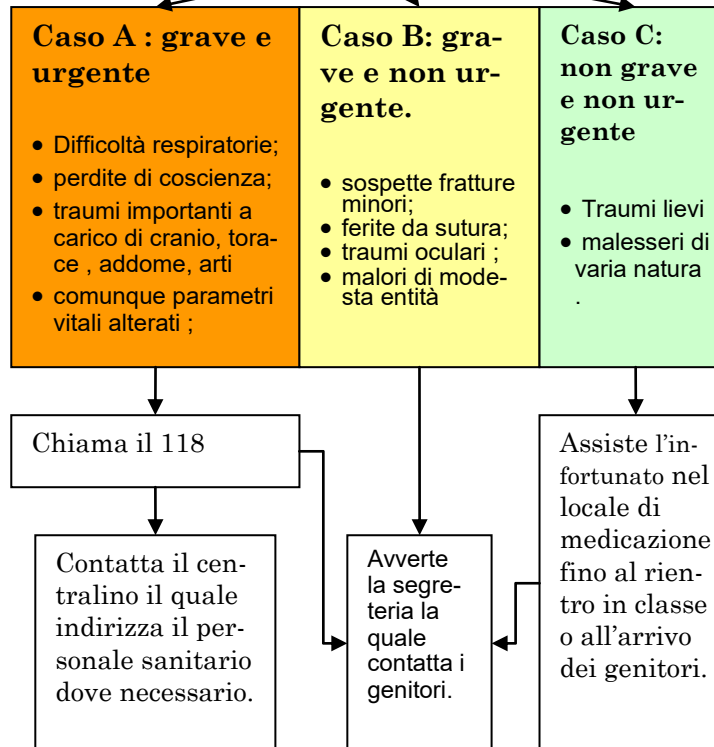 Caso A : grave e
urgente
• Difficoltà respiratorie;
• perdite di coscienza;
• traumi importanti a
carico di cranio, tora-
ce , addome, arti
• comunque parametri
vitali alterati ;
Caso B: gra-
ve e non ur-
gente.
• sospette fratture
minori;
• ferite da sutura;
• traumi oculari ;
• malori di mode-
sta entità
Caso C:
non grave
e non ur-
gente
• Traumi lievi
• malesseri di
varia natura
.
Chiama il 118
Contatta il cen-
tralino il quale
indirizza il per-
sonale sanitario
dove necessario.
Avverte
la segre-
teria la
quale
contatta i
genitori.
Assiste l'in-
fortunato nel
locale di
medicazione
fino al rien-
tro in classe
o all'arrivo
dei genitori.